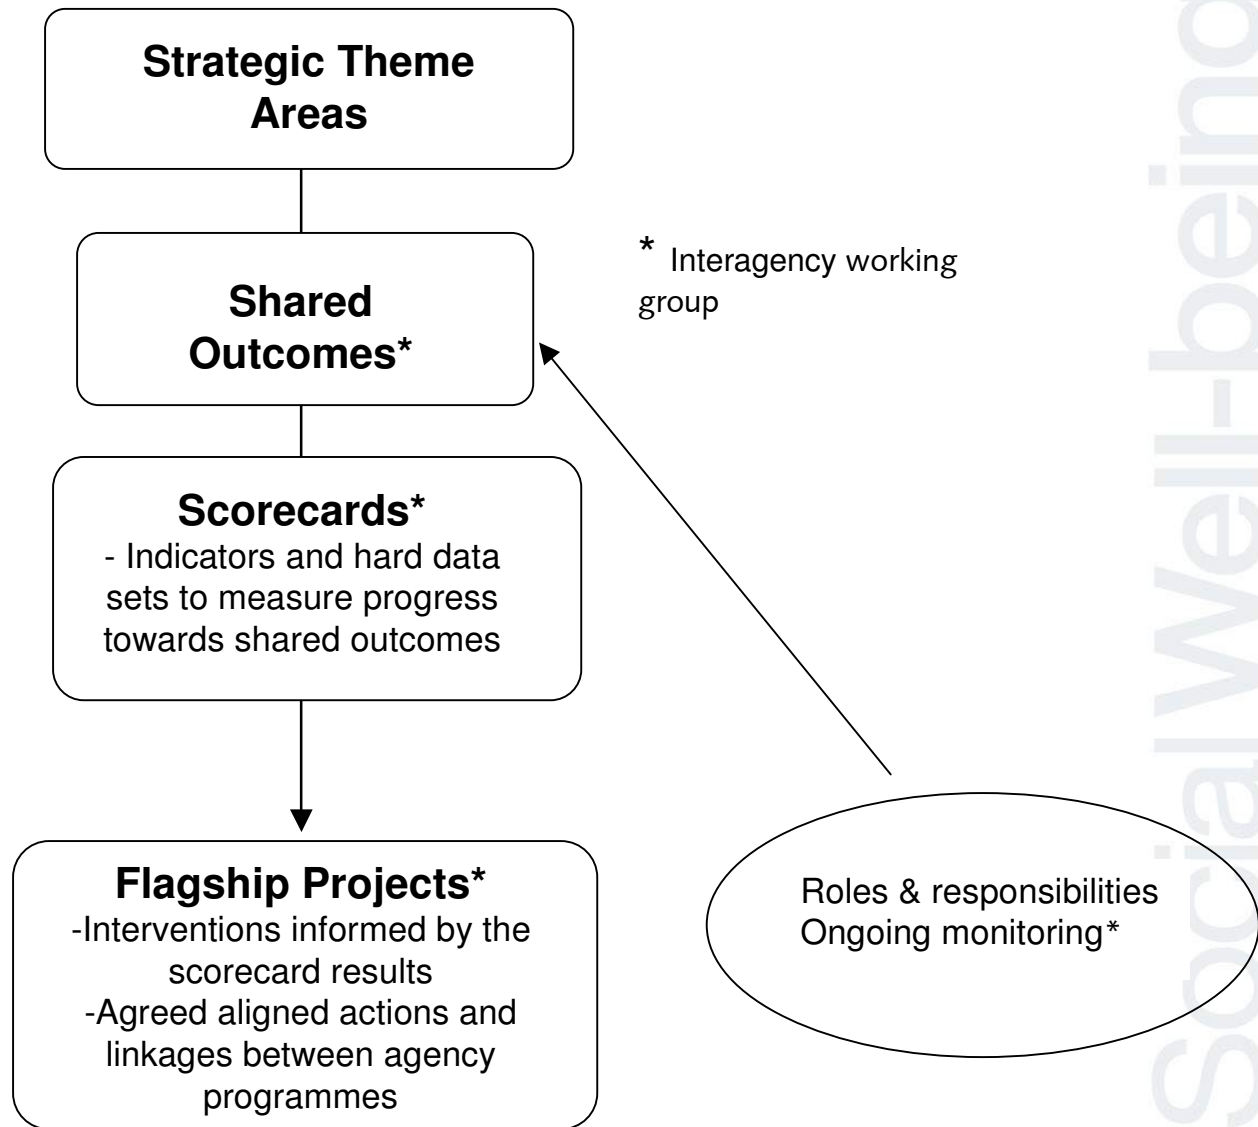 Strategic Theme
Areas
Shared
Outcomes*
* Interagency working
group
Scorecards*
- Indicators and hard data
sets to measure progress
towards shared outcomes
Flagship Projects*
-Interventions informed by the
scorecard results
-Agreed aligned actions and
linkages between agency
programmes
Roles & responsibilities
Ongoing monitoring*
Social Well-being